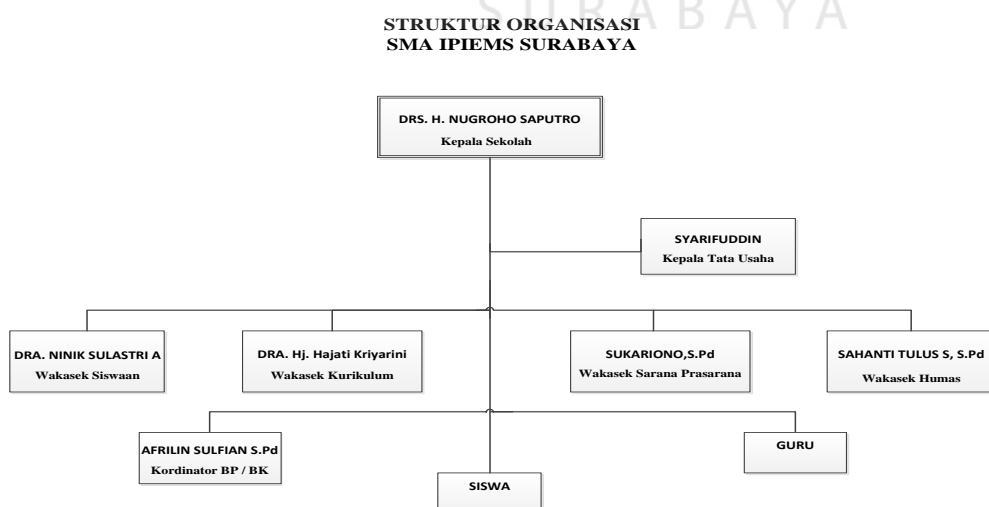 SURABAYA
STRUKTUR ORGANISASI
SMA IPIEMS SURABAYA
DRS. H. NUGROHO SAPUTRO
Kepala Sekolah
SYARIFUDDIN
Kepala Tata Usaha
DRA. NINIK SULASTRI A
Wakasek Siswaan
DRA. Hj. Hajati Kriyarini
Wakasek Kurikulum
SUKARIONO,S.Pd
Wakasek Sarana Prasarana
SAHANTI TULUS S, S.Pd
Wakasek Humas
AFRILIN SULFIAN S.Pd
Kordinator BP / BK
GURU
SISWA